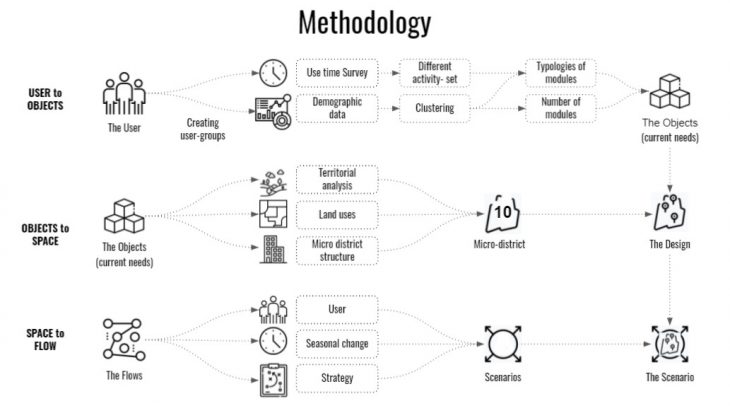 Methodology
USER to
OBJECTS
The User
Creating
user-groups
Use time Survey
Demographic
data
Different
activity- set
Clustering
Typologies of
modules
Number of
modules
The Objects
(current needs)
OBJECTS to
SPACE
The Objects
(current needs)
Territorial
analysis
Land uses
Micro district
structure
10
Micro-district
The Design
SPACE to
FLOW
The Flows
User
Seasonal change
Strategy
Scenarios
The Scenario